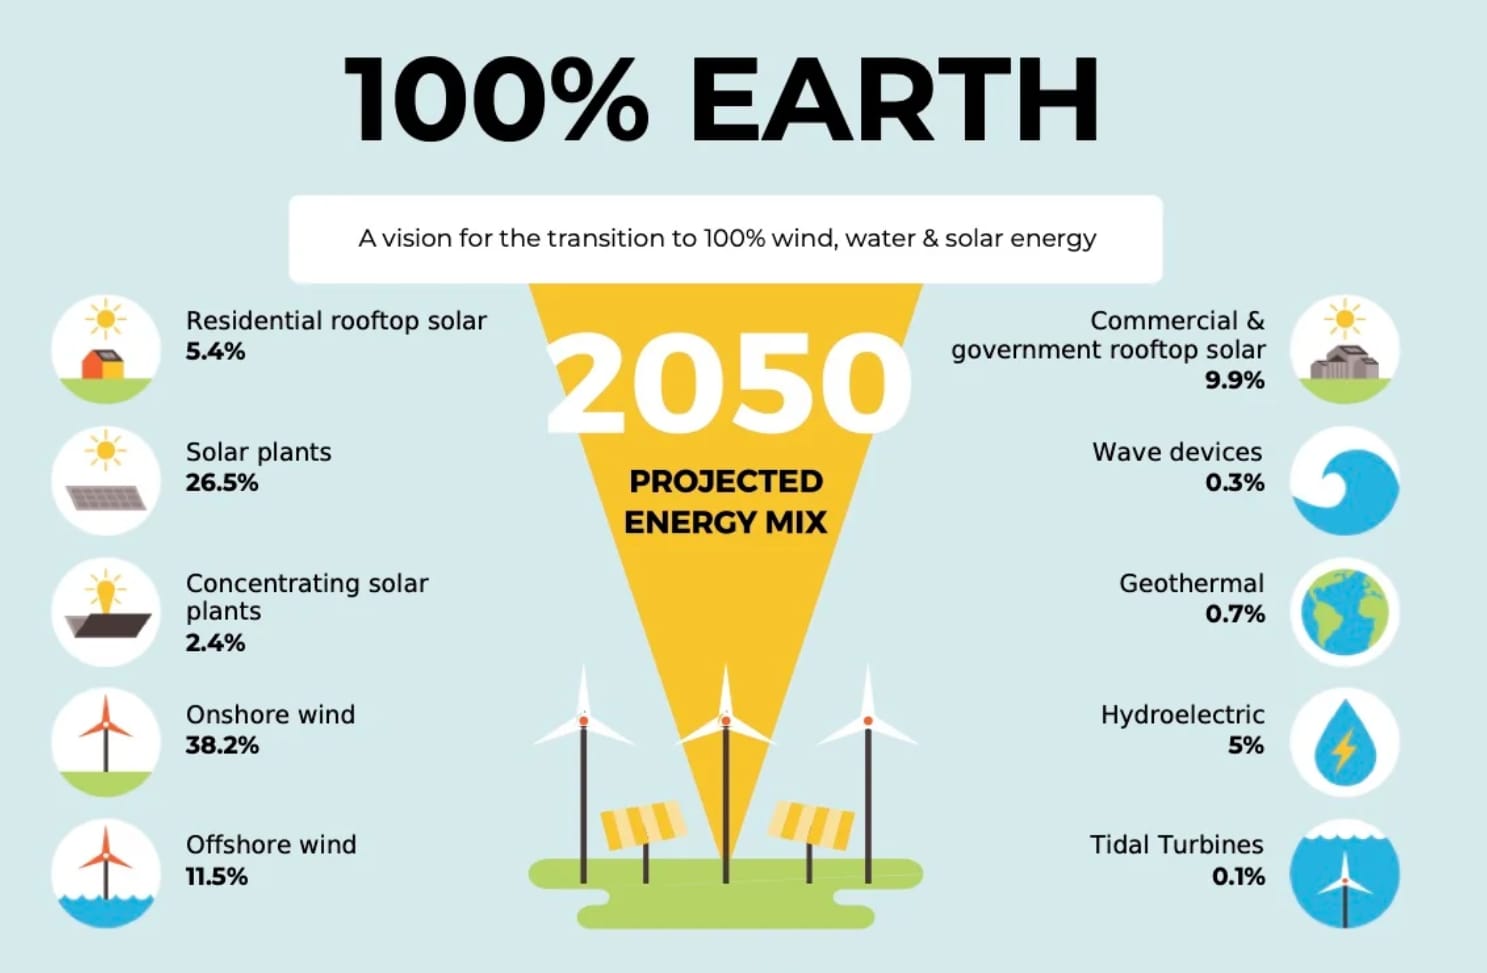 100% EARTH
A vision for the transition to 100% wind, water & solar energy
2050
PROJECTED
ENERGY MIX
Residential rooftop solar
5.4%
Solar plants
26.5%
Concentrating solar
plants
2.4%
Onshore wind
38.2%
Offshore wind
11.5%
Commercial &
government rooftop solar
9.9%
Wave devices
0.3%
Geothermal
0.7%
Hydroelectric
5%
Tidal Turbines
0.1%